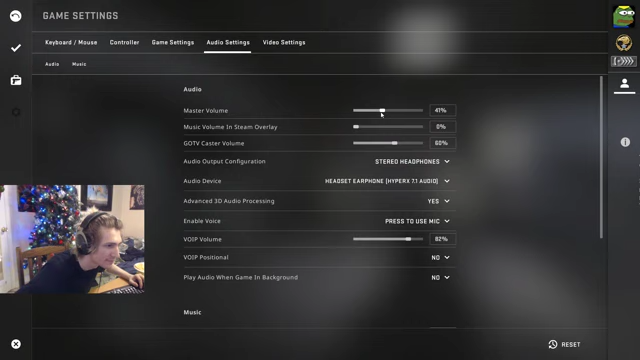 GAME SETTINGS
Keyboard / Mouse
Controller
Game Settings
Audio Settings
Video Settings
Audio
Music
Audio
Master Volume
41%
Music Volume In Steam Overlay
0%
GOTV Caster Volume
60%
Audio Output Configuration
STEREO HEADPHONES
Audio Device
HEADSET EARPHONE (HYPERX 7.1 AUDIO)
Advanced 3D Audio Processing
YES
Enable Voice
PRESS TO USE MIC
VOIP Volume
82%
VOIP Positional
NO
Play Audio When Game In Background
NO
Music
RESET